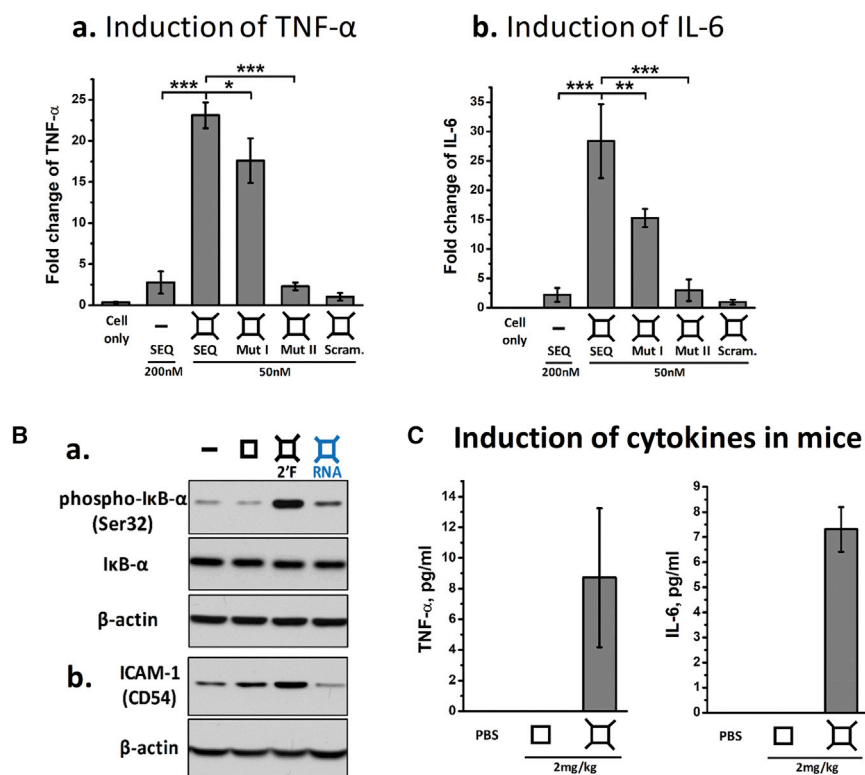 a. Induction of TNF-α
***
*** *
Fold change of TNF-α
25
20
15
10
5
0
Cell only
–
SEQ SEQ Mut I Mut II Scram.
200nM 50nM
b. Induction of IL-6
***
*** **
Fold change of IL-6
35
30
25
20
15
10
5
0
Cell only
–
SEQ SEQ Mut I Mut II Scram.
200nM 50nM
B
a.
–
2'F RNA
phospho-IκB-α
(Ser32)
IκB-α
β-actin
b.
ICAM-1
(CD54)
β-actin
C Induction of cytokines in mice
TNF-α, pg/ml
14
12
10
8
6
4
2
0
PBS
2mg/kg
IL-6, pg/ml
9
8
7
6
5
4
3
2
1
0
PBS
2mg/kg